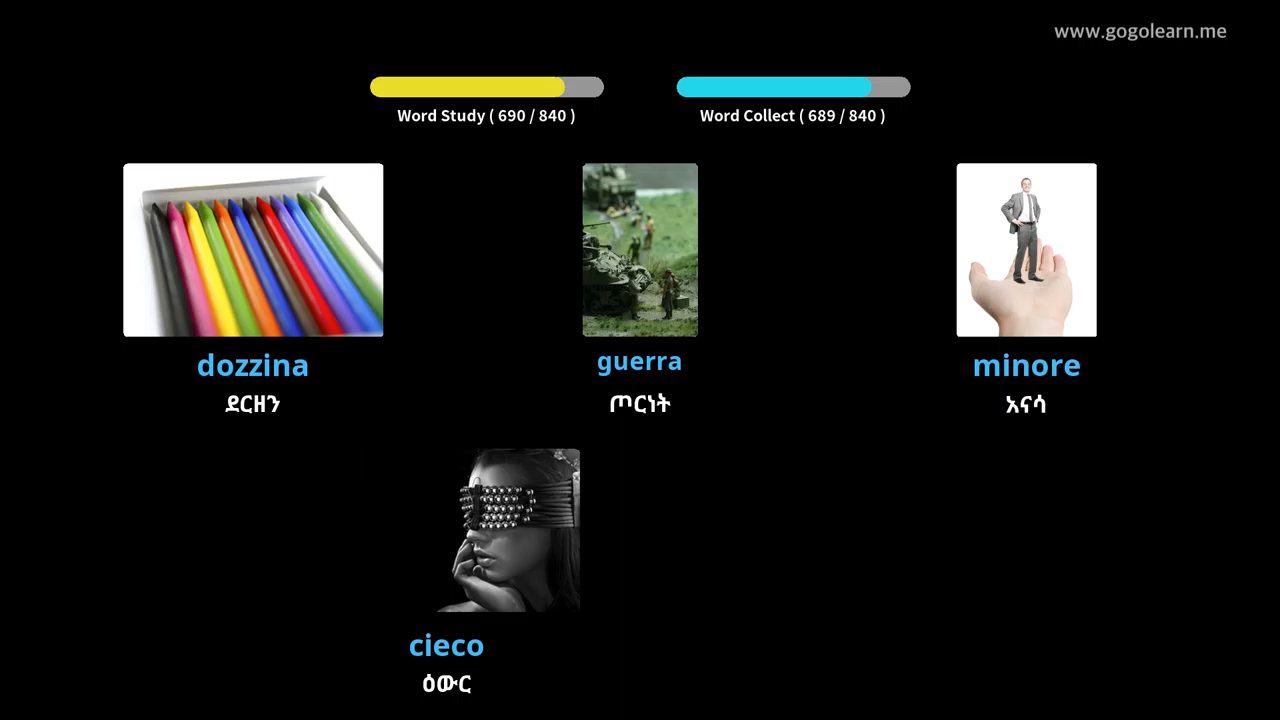 www.gogolearn.me
Word Study ( 690 / 840 )
Word Collect ( 689 / 840 )
dozzina
guerra
minore
ደርዘን
ጦርነት
አናሳ
cieco
ዕውር